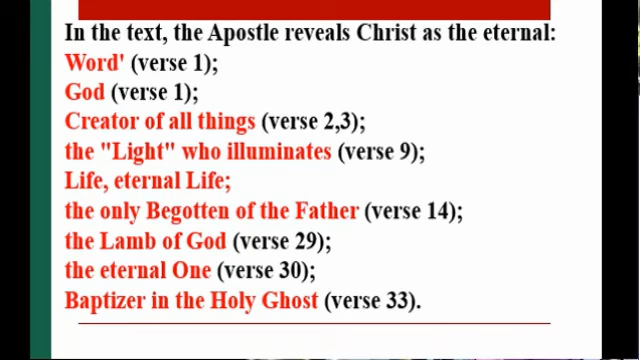 In the text, the Apostle reveals Christ as the eternal:
Word' (verse 1);
God (verse 1);
Creator of all things (verse 2,3);
the "Light" who illuminates (verse 9);
Life, eternal Life;
the only Begotten of the Father (verse 14);
the Lamb of God (verse 29);
the eternal One (verse 30);
Baptizer in the Holy Ghost (verse 33).